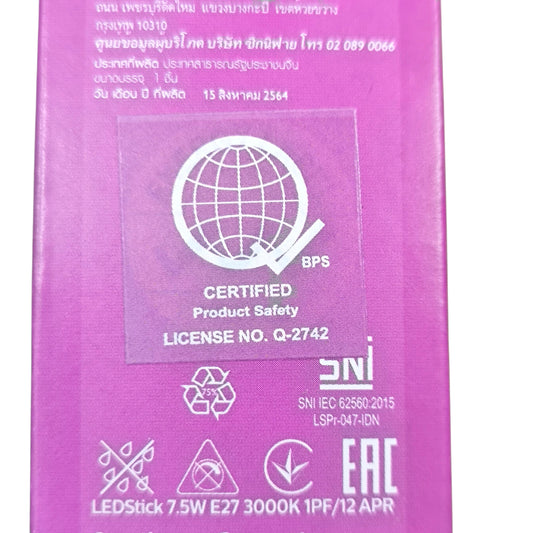 ถนน เพชรบุรีตัดใหม่ แขวงบางกะปิ เขตห้วยขวาง
กรุงเทพ 10310
ศูนย์ข้อมูลผู้บริโภค บริษัท ซิกนิฟาย โทร 02 089 0066
ประเทศที่ผลิต ประเทศสาธารณรัฐประชาชนจีน
ขนาดบรรจุ 1 ชิ้น
วัน เดือน ปี ที่ผลิต 15 สิงหาคม 2564
BPS
CERTIFIED
Product Safety
LICENSE NO. Q-2742
75%
SNI
SNI IEC 62560:2015
LSPr-047-IDN
EAC
LEDStick 7.5W E27 3000K 1PF/12 APR